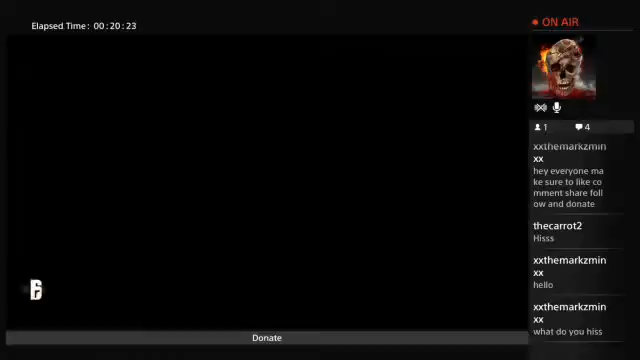 Elapsed Time: 00:20:23
ON AIR
1
4
xxthemarkzmin
xx
hey everyone ma
ke sure to like co
mment share foll
ow and donate
thecarrot2
Hisss
xxthemarkzmin
xx
hello
xxthemarkzmin
xx
what do you hiss
6
Donate